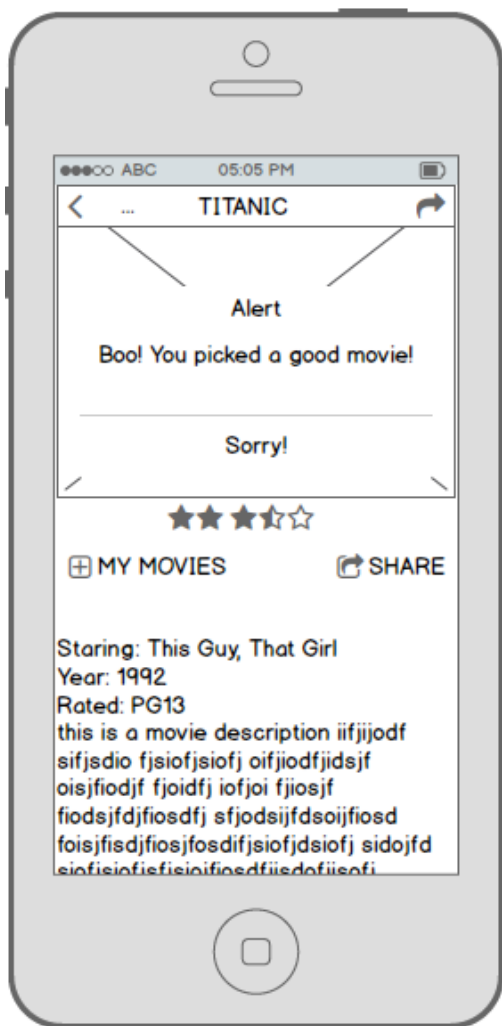 ABC 05:05 PM
... TITANIC
Alert
Boo! You picked a good movie!
Sorry!
MY MOVIES SHARE
Staring: This Guy, That Girl
Year: 1992
Rated: PG13
this is a movie description iifjijodf
sifjsdio fjsiofjsiofj oifjiodfjidsjf
oisjfiodjf fjoidfj iofjoi fjiosjf
fiodsjfdjfiosdfj sfjodsijfdsoijfiosd
foisjfisdjfiosjfosdifjsiofjdsiofj sidojfd